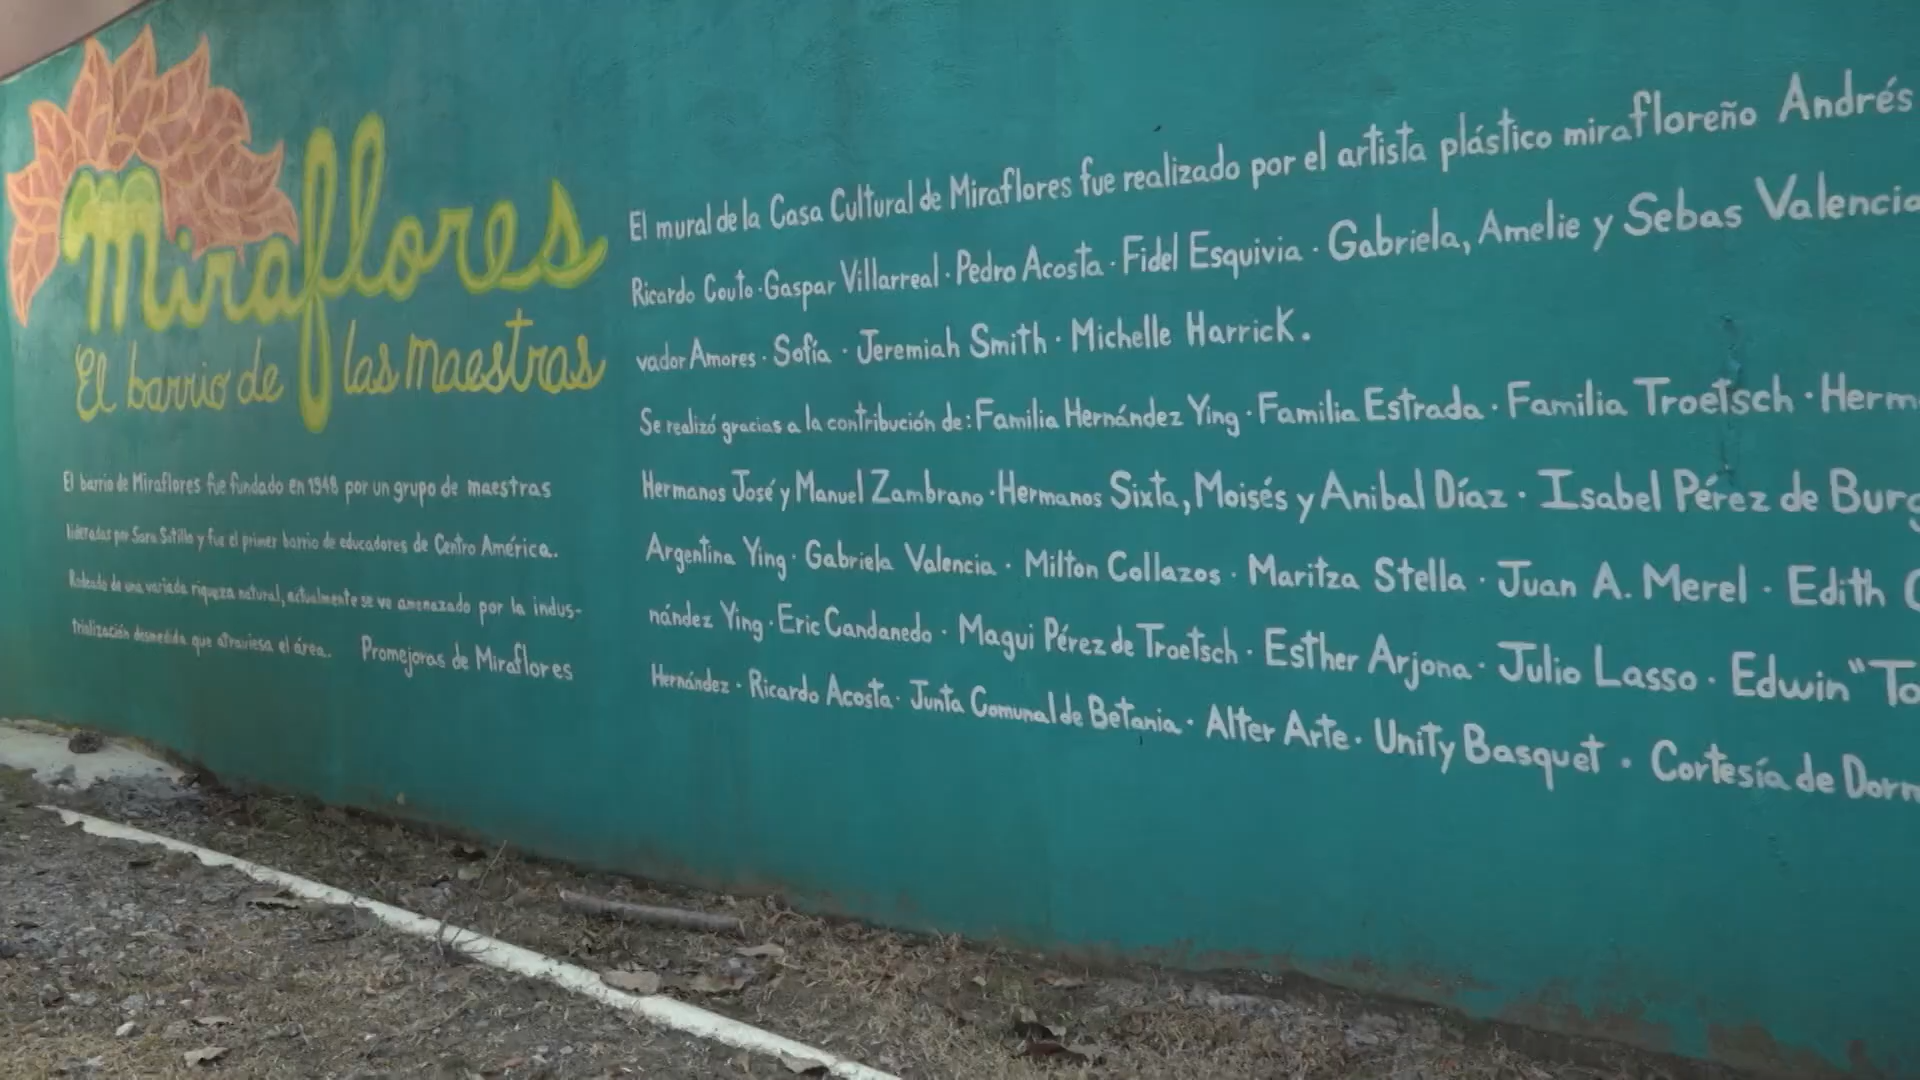 Miraflores
El barrio de las maestras
El barrio de Miraflores fue fundado en 1948 por un grupo de maestras
lideradas por Sara Sotillo y fue el primer barrio de educadores de Centro América.
Rodeado de una variada riqueza natural, actualmente se ve amenazado por la indus-
trialización desmedida que atraviesa el área. Promejoras de Miraflores
El mural de la Casa Cultural de Miraflores fue realizado por el artista plástico mirafloreño Andrés
Ricardo Couto · Gaspar Villarreal · Pedro Acosta · Fidel Esquivia · Gabriela, Amelie y Sebas Valencia
vador Amores · Sofía · Jeremiah Smith · Michelle Harrick.
Se realizó gracias a la contribución de: Familia Hernández Ying · Familia Estrada · Familia Troetsch · Herm
Hermanos José y Manuel Zambrano · Hermanos Sixta, Moisés y Anibal Díaz · Isabel Pérez de Burg
Argentina Ying · Gabriela Valencia · Milton Collazos · Maritza Stella · Juan A. Merel · Edith
nández Ying · Eric Candanedo · Magui Pérez de Troetsch · Esther Arjona · Julio Lasso · Edwin "To
Hernández · Ricardo Acosta · Junta Comunal de Betania · Alter Arte · Unity Basquet · Cortesía de Dorm